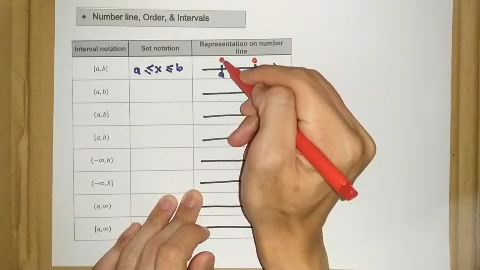 • Number line, Order, & Intervals
Interval notation Set notation Representation on number line
[a, b] a ≤ x ≤ b a
(a, b)
(a, b]
[a, b)
(−∞, b)
(−∞, b]
(a, ∞)
[a, ∞)